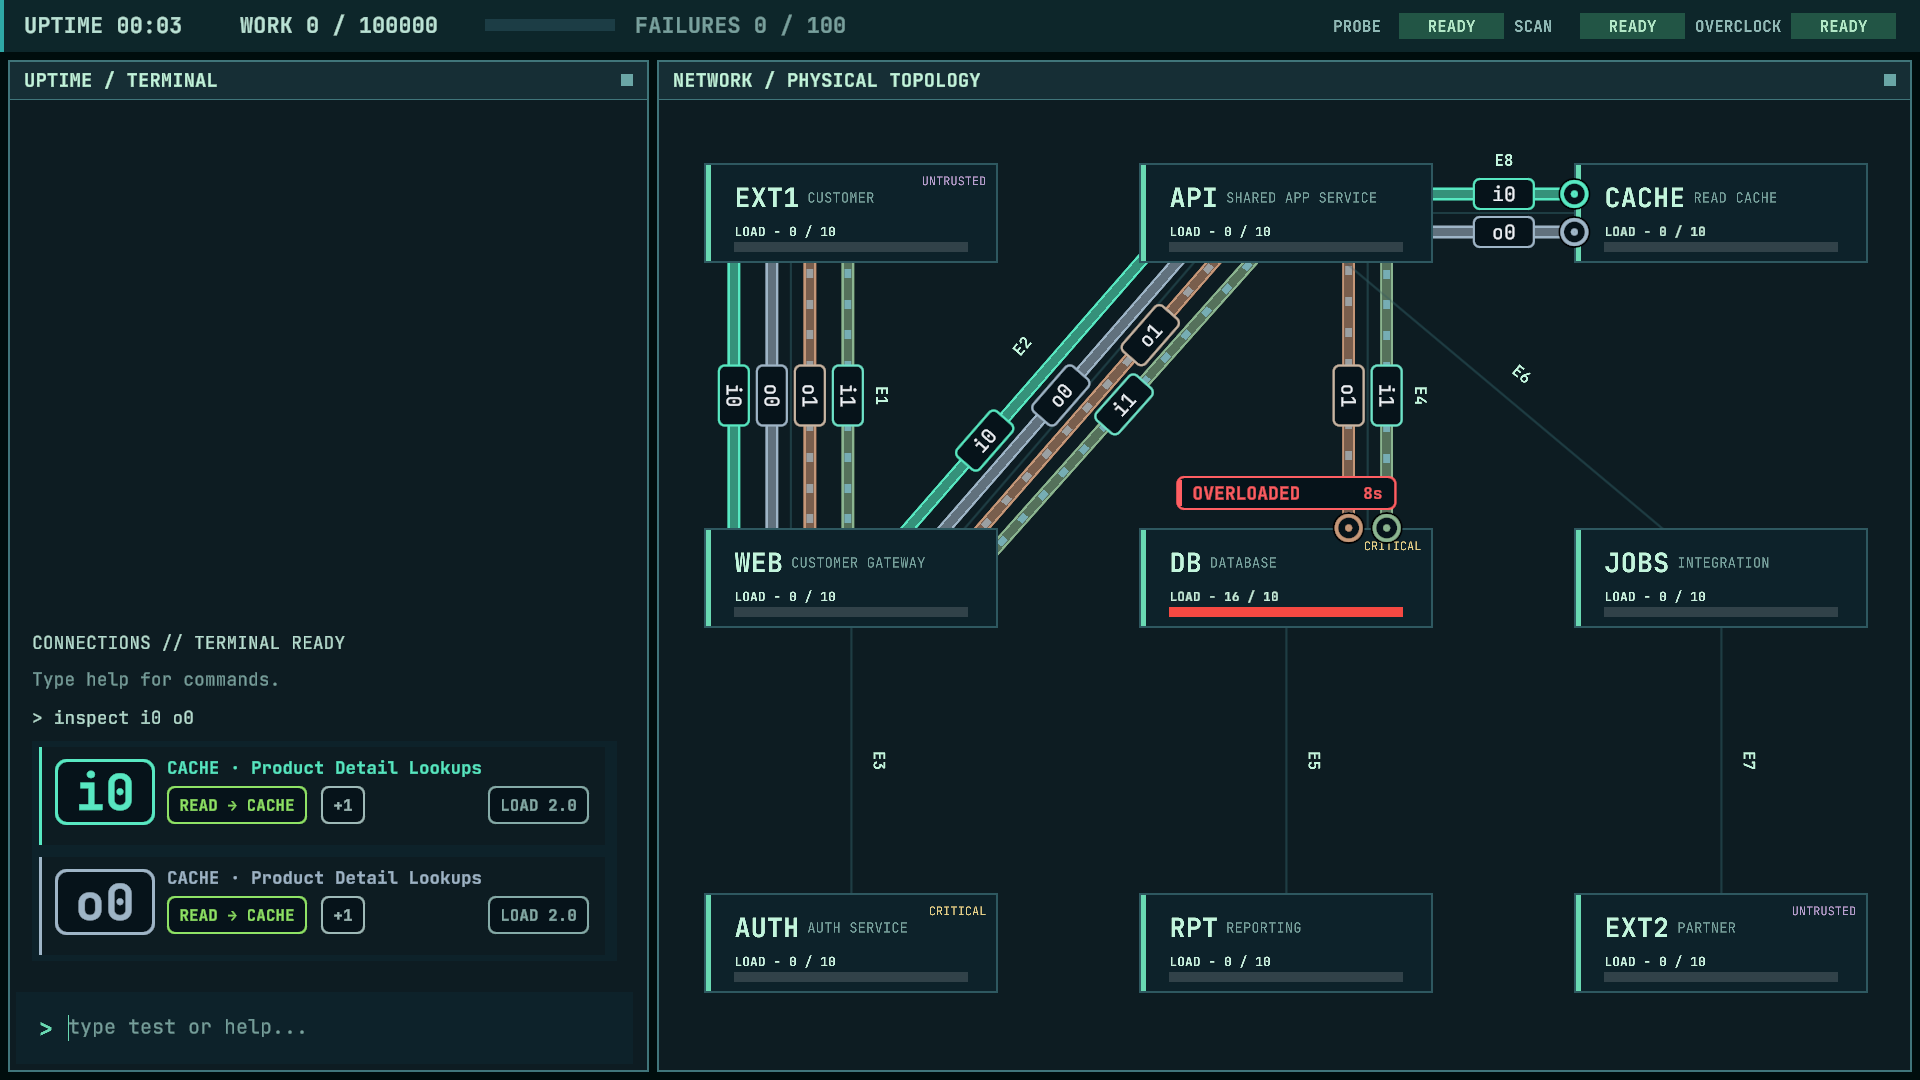 UPTIME 00:03 WORK 0 / 100000 FAILURES 0 / 100 PROBE READY SCAN READY OVERCLOCK READY
UPTIME / TERMINAL
CONNECTIONS // TERMINAL READY
Type help for commands.
> inspect i0 o0
i0 CACHE · Product Detail Lookups
READ → CACHE +1 LOAD 2.0
o0 CACHE · Product Detail Lookups
READ → CACHE +1 LOAD 2.0
> type test or help...
NETWORK / PHYSICAL TOPOLOGY
UNTRUSTED
EXT1 CUSTOMER
LOAD - 0 / 10
API SHARED APP SERVICE
LOAD - 0 / 10
E8
i0
o0
CACHE READ CACHE
LOAD - 0 / 10
i0 o0 o1 i1 E1
E2
i0 o0 o1 i1
o1 i1 E4
E6
OVERLOADED 8s
WEB CUSTOMER GATEWAY
LOAD - 0 / 10
CRITICAL
DB DATABASE
LOAD - 16 / 10
JOBS INTEGRATION
LOAD - 0 / 10
E3
E5
E7
CRITICAL
AUTH AUTH SERVICE
LOAD - 0 / 10
RPT REPORTING
LOAD - 0 / 10
UNTRUSTED
EXT2 PARTNER
LOAD - 0 / 10